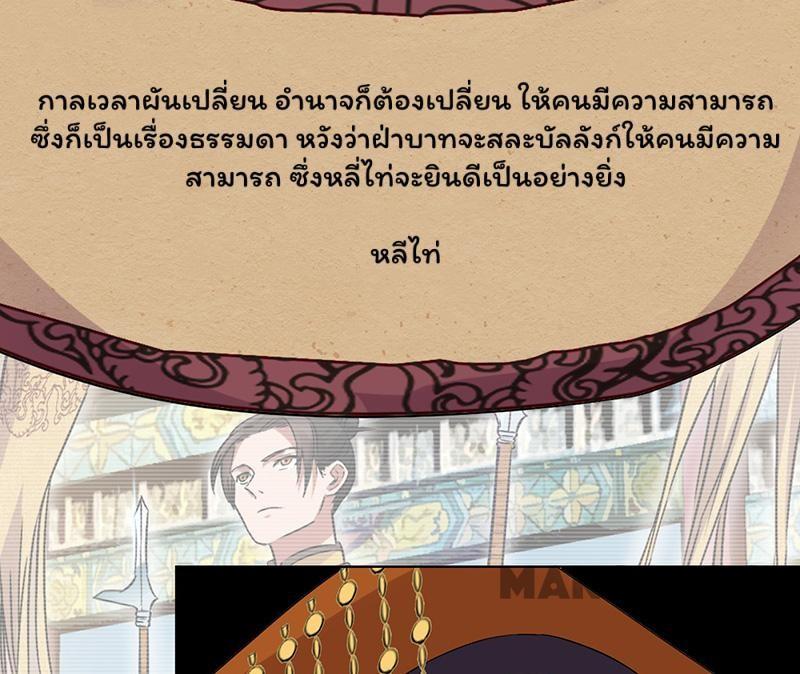 กาลเวลาผันเปลี่ยน อำนาจก็ต้องเปลี่ยน ให้คนมีความสามารถ
ซึ่งก็เป็นเรื่องธรรมดา หวังว่าฝ่าบาทจะสละบัลลังก์ให้คนมีความ
สามารถ ซึ่งหลี่ไท่จะยินดีเป็นอย่างยิ่ง
หลีไท่